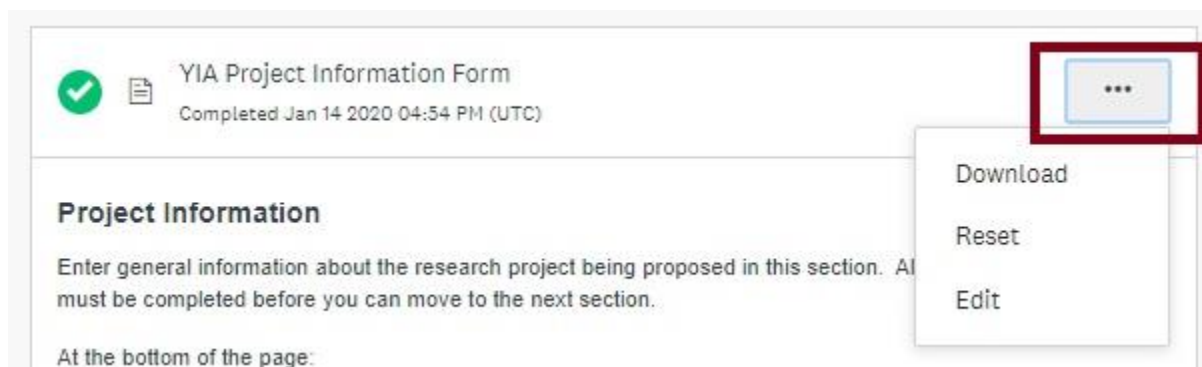 YIA Project Information Form
Completed Jan 14 2020 04:54 PM (UTC)
...
Download
Reset
Edit
Project Information
Enter general information about the research project being proposed in this section.
must be completed before you can move to the next section.
At the bottom of the page: